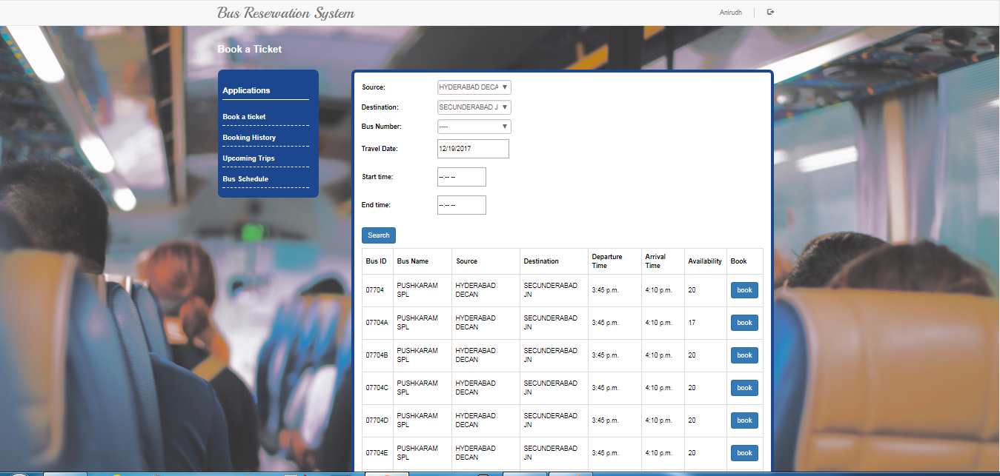 Bus Reservation System
Anirudh
Book a Ticket
Applications
Book a ticket
Booking History
Upcoming Trips
Bus Schedule
Source: HYDERABAD DECA
Destination: SECUNDERABAD J
Bus Number: ----
Travel Date: 12/19/2017
Start time: --:-- --
End time: --:-- --
Search
Bus ID Bus Name Source Destination Departure Time Arrival Time Availability Book
07704 PUSHKARAM SPL HYDERABAD DECAN SECUNDERABAD JN 3:45 p.m. 4:10 p.m. 20 book
07704A PUSHKARAM SPL HYDERABAD DECAN SECUNDERABAD JN 3:45 p.m. 4:10 p.m. 17 book
07704B PUSHKARAM SPL HYDERABAD DECAN SECUNDERABAD JN 3:45 p.m. 4:10 p.m. 20 book
07704C PUSHKARAM SPL HYDERABAD DECAN SECUNDERABAD JN 3:45 p.m. 4:10 p.m. 20 book
07704D PUSHKARAM SPL HYDERABAD DECAN SECUNDERABAD JN 3:45 p.m. 4:10 p.m. 20 book
07704E PUSHKARAM SPL HYDERABAD DECAN SECUNDERABAD JN 3:45 p.m. 4:10 p.m. 20 book